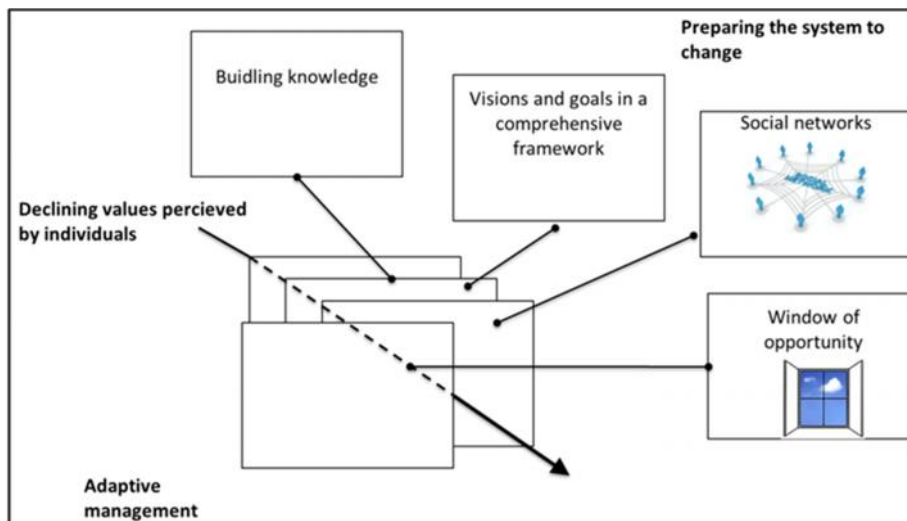 Preparing the system to
change
Buidling knowledge
Visions and goals in a
comprehensive
framework
Social networks
Declining values percieved
by individuals
Window of
opportunity
Adaptive
management